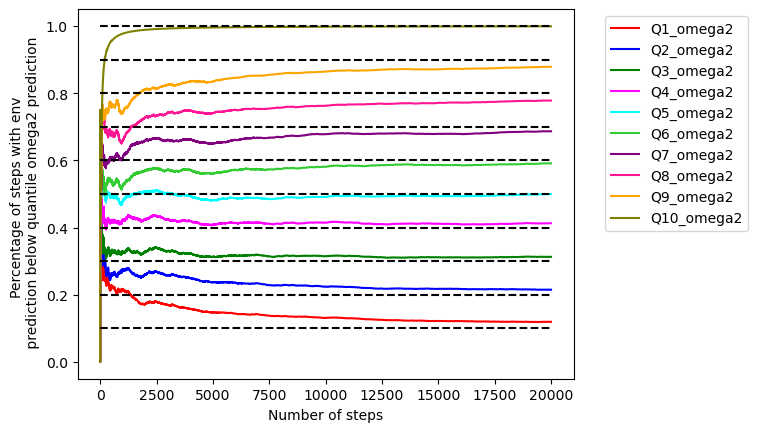 Percentage of steps with env
prediction below quantile omega2 prediction
1.0
0.8
0.6
0.4
0.2
0.0
0
2500
5000
7500
10000
12500
15000
17500
20000
Number of steps
Q1_omega2
Q2_omega2
Q3_omega2
Q4_omega2
Q5_omega2
Q6_omega2
Q7_omega2
Q8_omega2
Q9_omega2
Q10_omega2